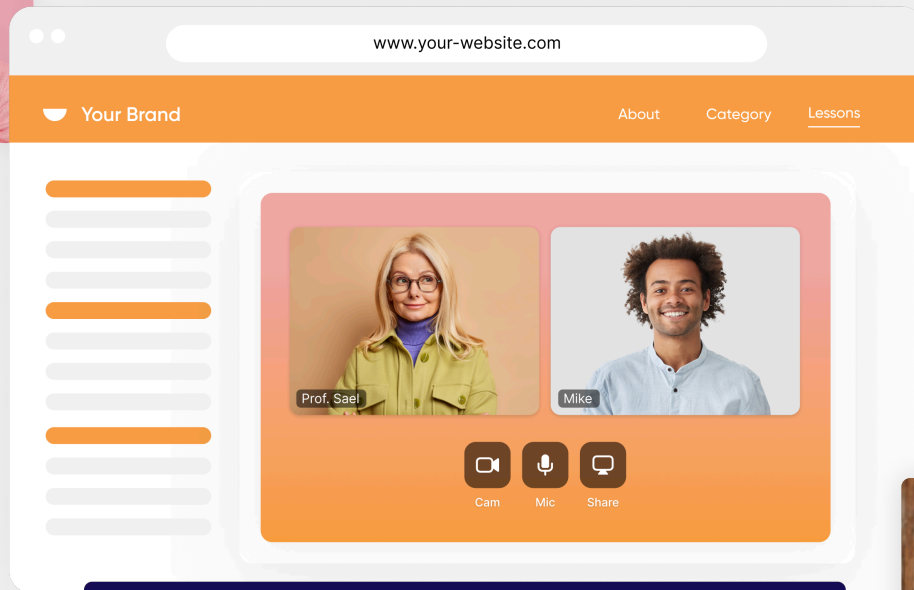 www.your-website.com
Your Brand
About Category Lessons
Prof. Sael
Mike
Cam Mic Share